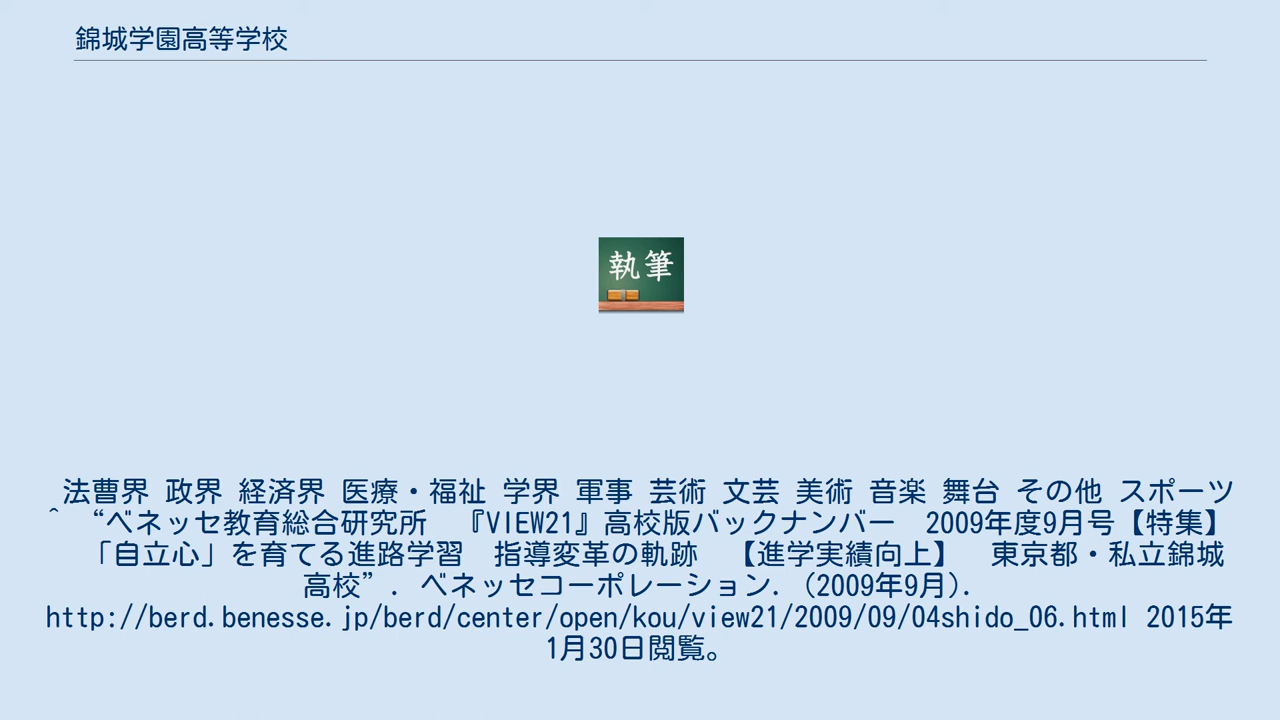 錦城学園高等学校
執筆
法曹界 政界 経済界 医療・福祉 学界 軍事 芸術 文芸 美術 音楽 舞台 その他 スポーツ
^ “ベネッセ教育総合研究所　『VIEW21』高校版バックナンバー　2009年度9月号【特集】
「自立心」を育てる進路学習　指導変革の軌跡　【進学実績向上】　東京都・私立錦城
高校”. ベネッセコーポレーション. (2009年9月).
http://berd.benesse.jp/berd/center/open/kou/view21/2009/09/04shido_06.html 2015年
1月30日閲覧。